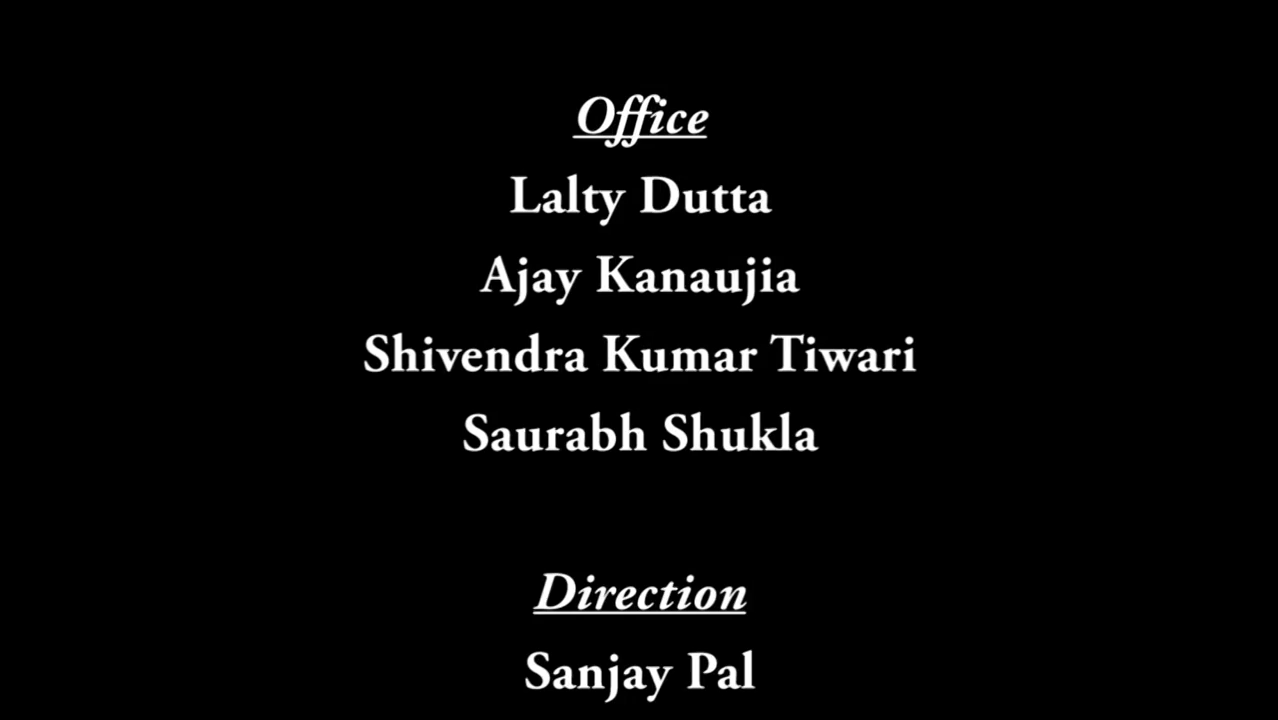 Office
Lalty Dutta
Ajay Kanaujia
Shivendra Kumar Tiwari
Saurabh Shukla
Direction
Sanjay Pal